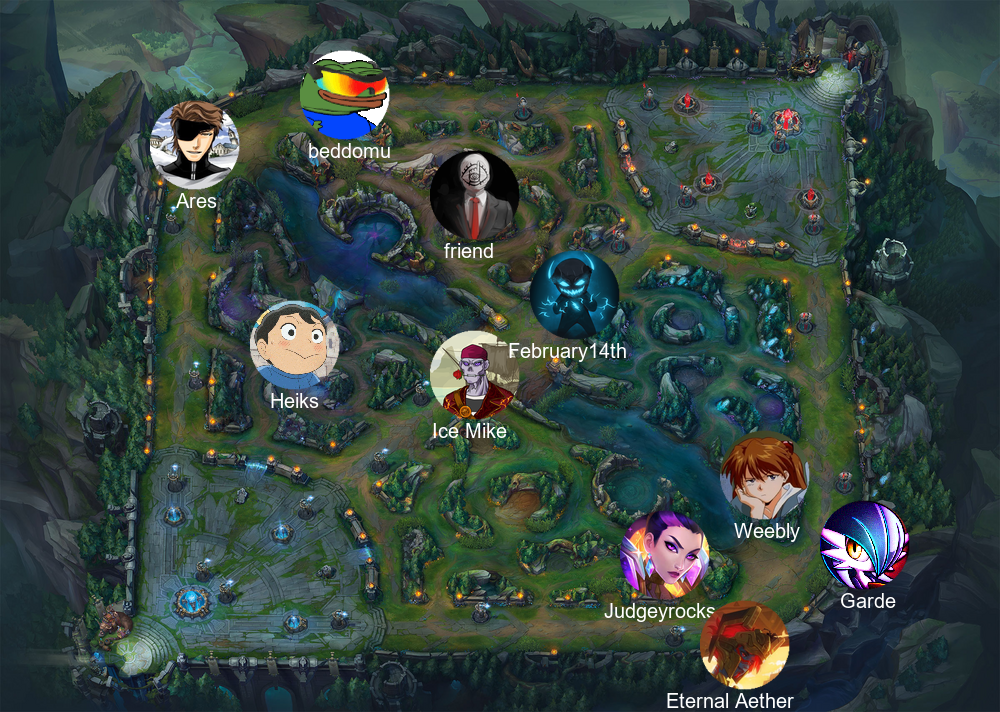 beddomu
Ares
friend
February14th
Heiks
Ice Mike
Weebly
Garde
Judgeyrocks
Eternal Aether